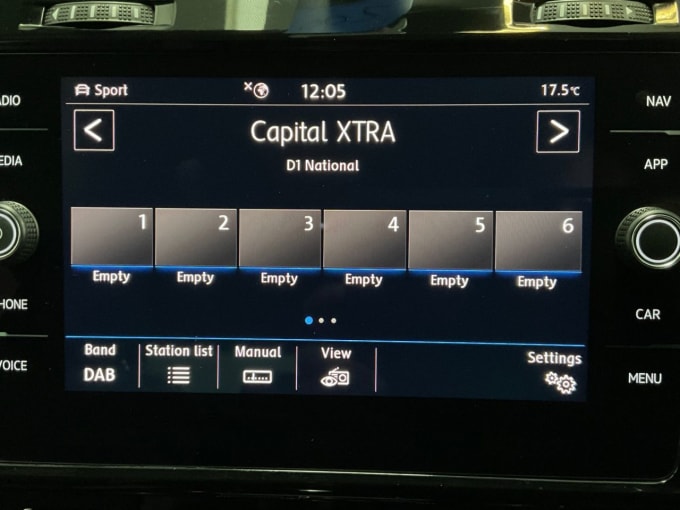 Sport
12:05
17.5°C
Capital XTRA
D1 National
1 2 3 4 5 6
Empty Empty Empty Empty Empty Empty
Band Station list Manual View Settings
DAB
NAV
APP
CAR
MENU
ADIO
EDIA
HONE
VOICE